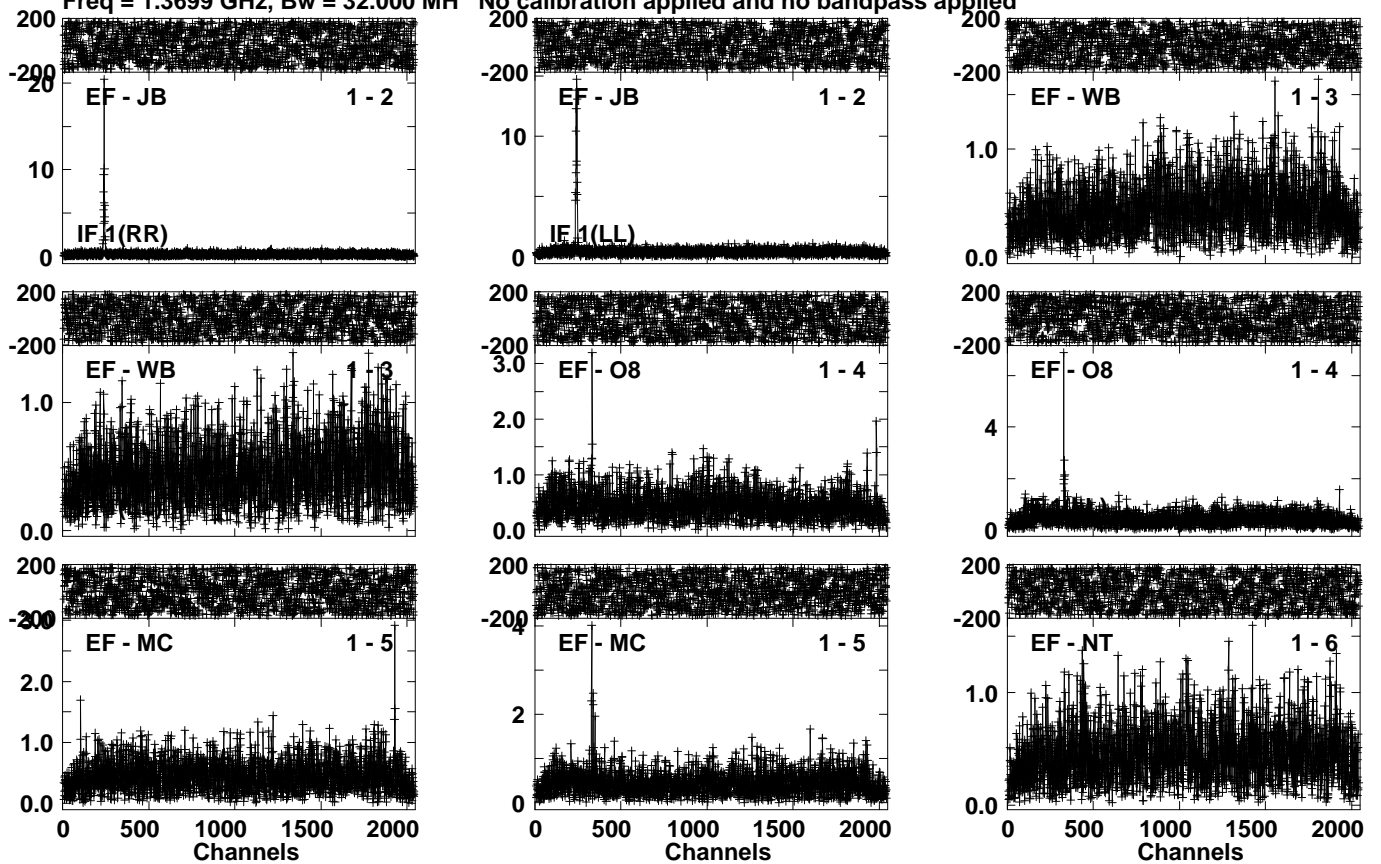 Freq = 1.3699 GHz, Bw = 32.000 MH No calibration applied and no bandpass applied
200 200 200
-200 -200 -200
20
EF - JB 1 - 2 EF - JB 1 - 2 EF - WB 1 - 3
10 10 1.0
IF 1(RR) IF 1(LL)
0 0 0.0
200 200 200
-200 -200 -200
EF - WB 1 - 3 EF - O8 1 - 4 EF - O8 1 - 4
3.0
1.0 2.0 4
1.0
0.0 0.0 0
200 200 200
-200 -200 -200
3.0 4
EF - MC 1 - 5 EF - MC 1 - 5 EF - NT 1 - 6
2.0 2 1.0
1.0
0.0 0 0.0
0 500 1000 1500 2000 0 500 1000 1500 2000 0 500 1000 1500 2000
Channels Channels Channels